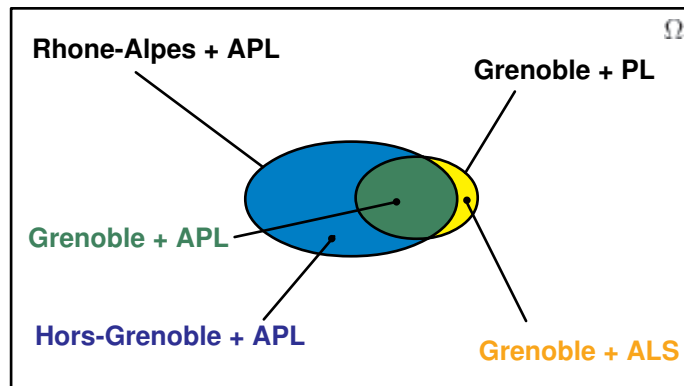 Ω
Rhone-Alpes + APL
Grenoble + PL
Grenoble + APL
Hors-Grenoble + APL
Grenoble + ALS